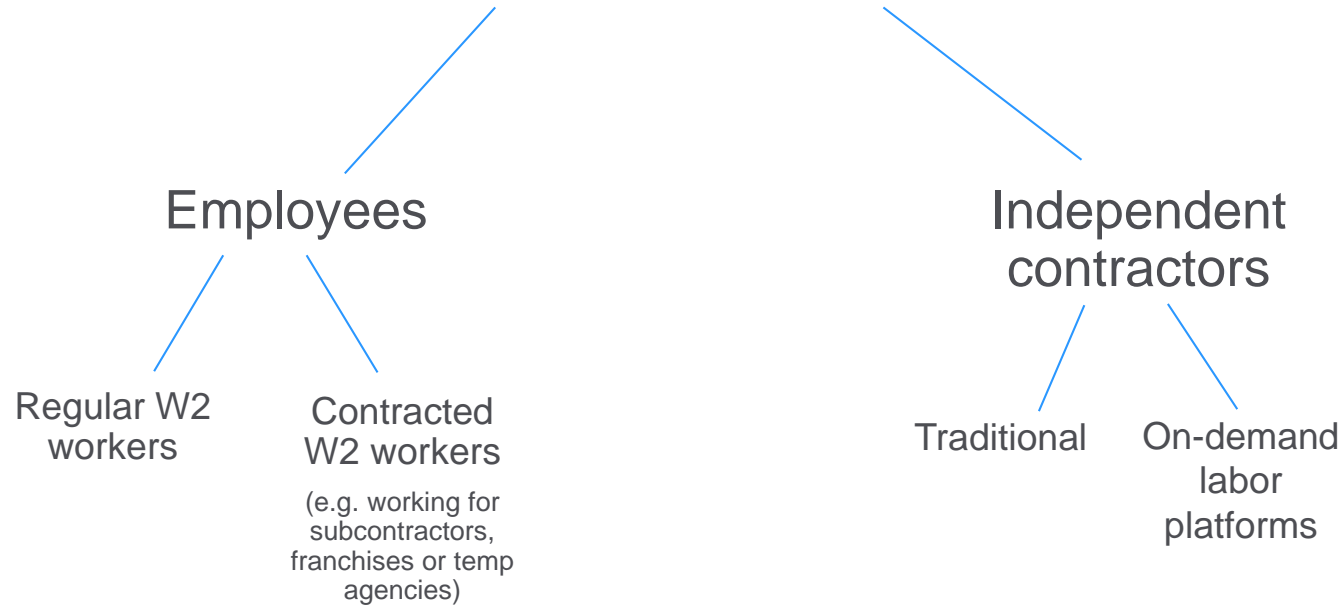 Employees
Independent
contractors
Regular W2
workers
Contracted
W2 workers
(e.g. working for
subcontractors,
franchises or temp
agencies)
Traditional
On-demand
labor
platforms